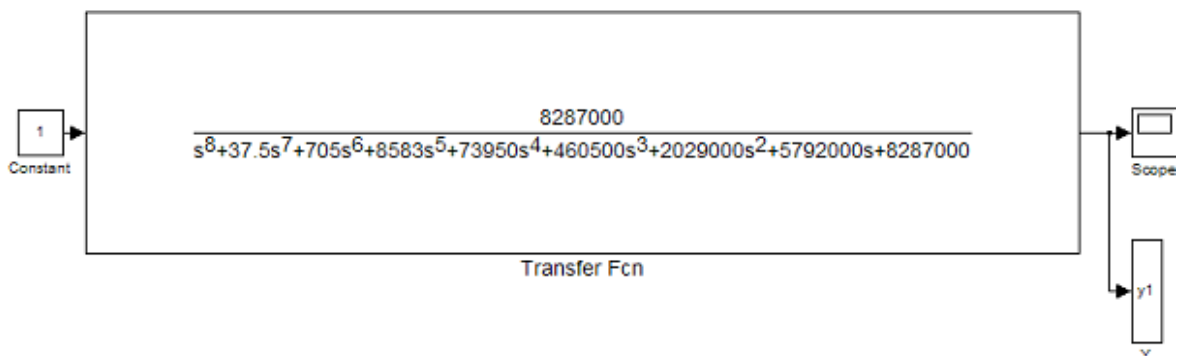 8287000
1
s8+37.5s7+705s6+8583s5+73950s4+460500s3+2029000s2+5792000s+8287000
Constant
Scope
Transfer Fcn
y1